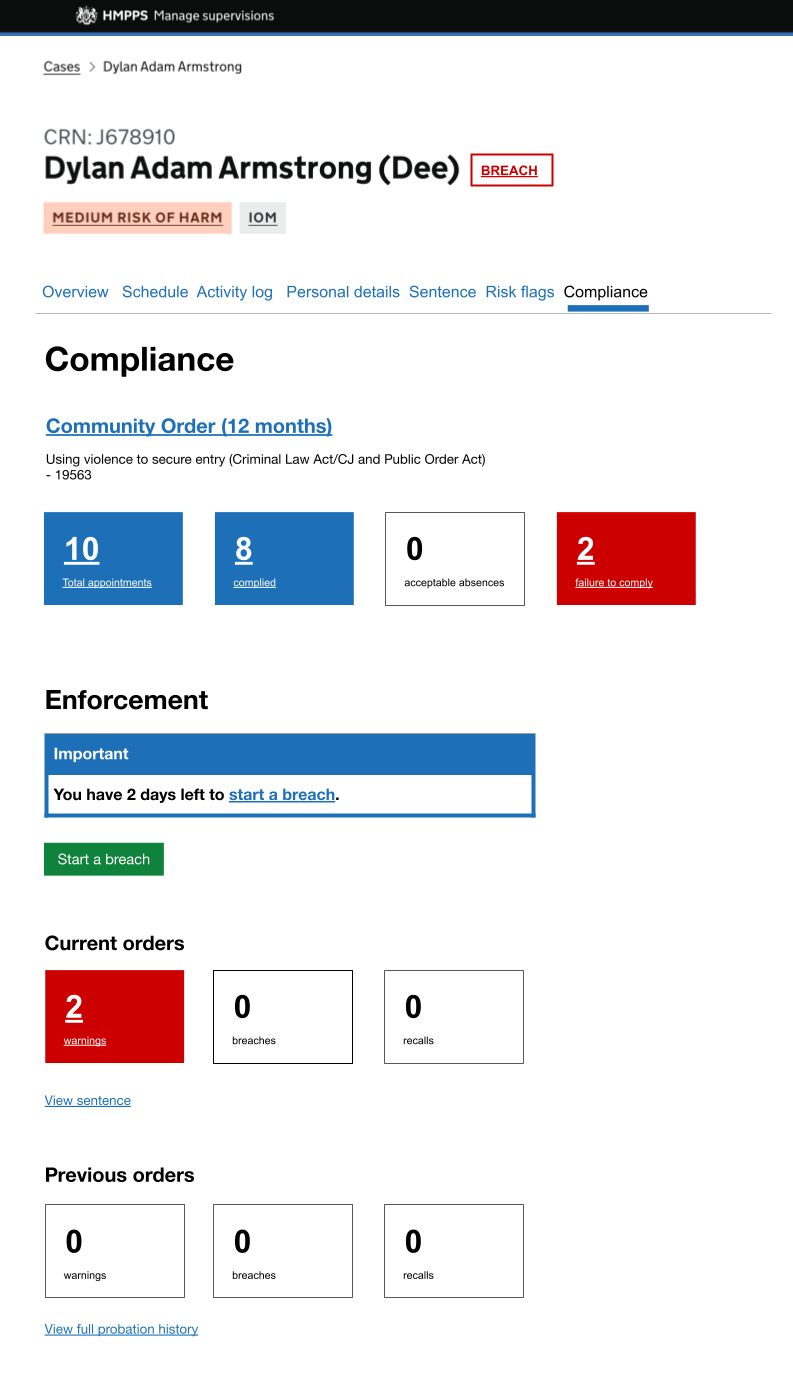 HMPPS Manage supervisions
Cases > Dylan Adam Armstrong
CRN: J678910
Dylan Adam Armstrong (Dee) BREACH
MEDIUM RISK OF HARM IOM
Overview Schedule Activity log Personal details Sentence Risk flags Compliance
Compliance
Community Order (12 months)
Using violence to secure entry (Criminal Law Act/CJ and Public Order Act)
- 19563
10 8 0 2
Total appointments complied acceptable absences failure to comply
Enforcement
Important
You have 2 days left to start a breach.
Start a breach
Current orders
2 0 0
warnings breaches recalls
View sentence
Previous orders
0 0 0
warnings breaches recalls
View full probation history